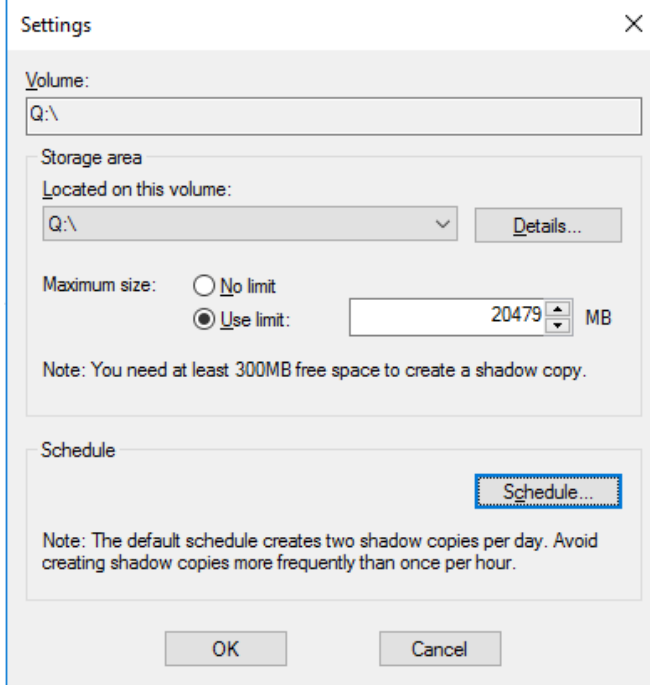 Settings
Volume:
Q:\
Storage area
Located on this volume:
Q:\
Details...
Maximum size:
No limit
Use limit:
20479
MB
Note: You need at least 300MB free space to create a shadow copy.
Schedule
Schedule...
Note: The default schedule creates two shadow copies per day. Avoid
creating shadow copies more frequently than once per hour.
OK
Cancel